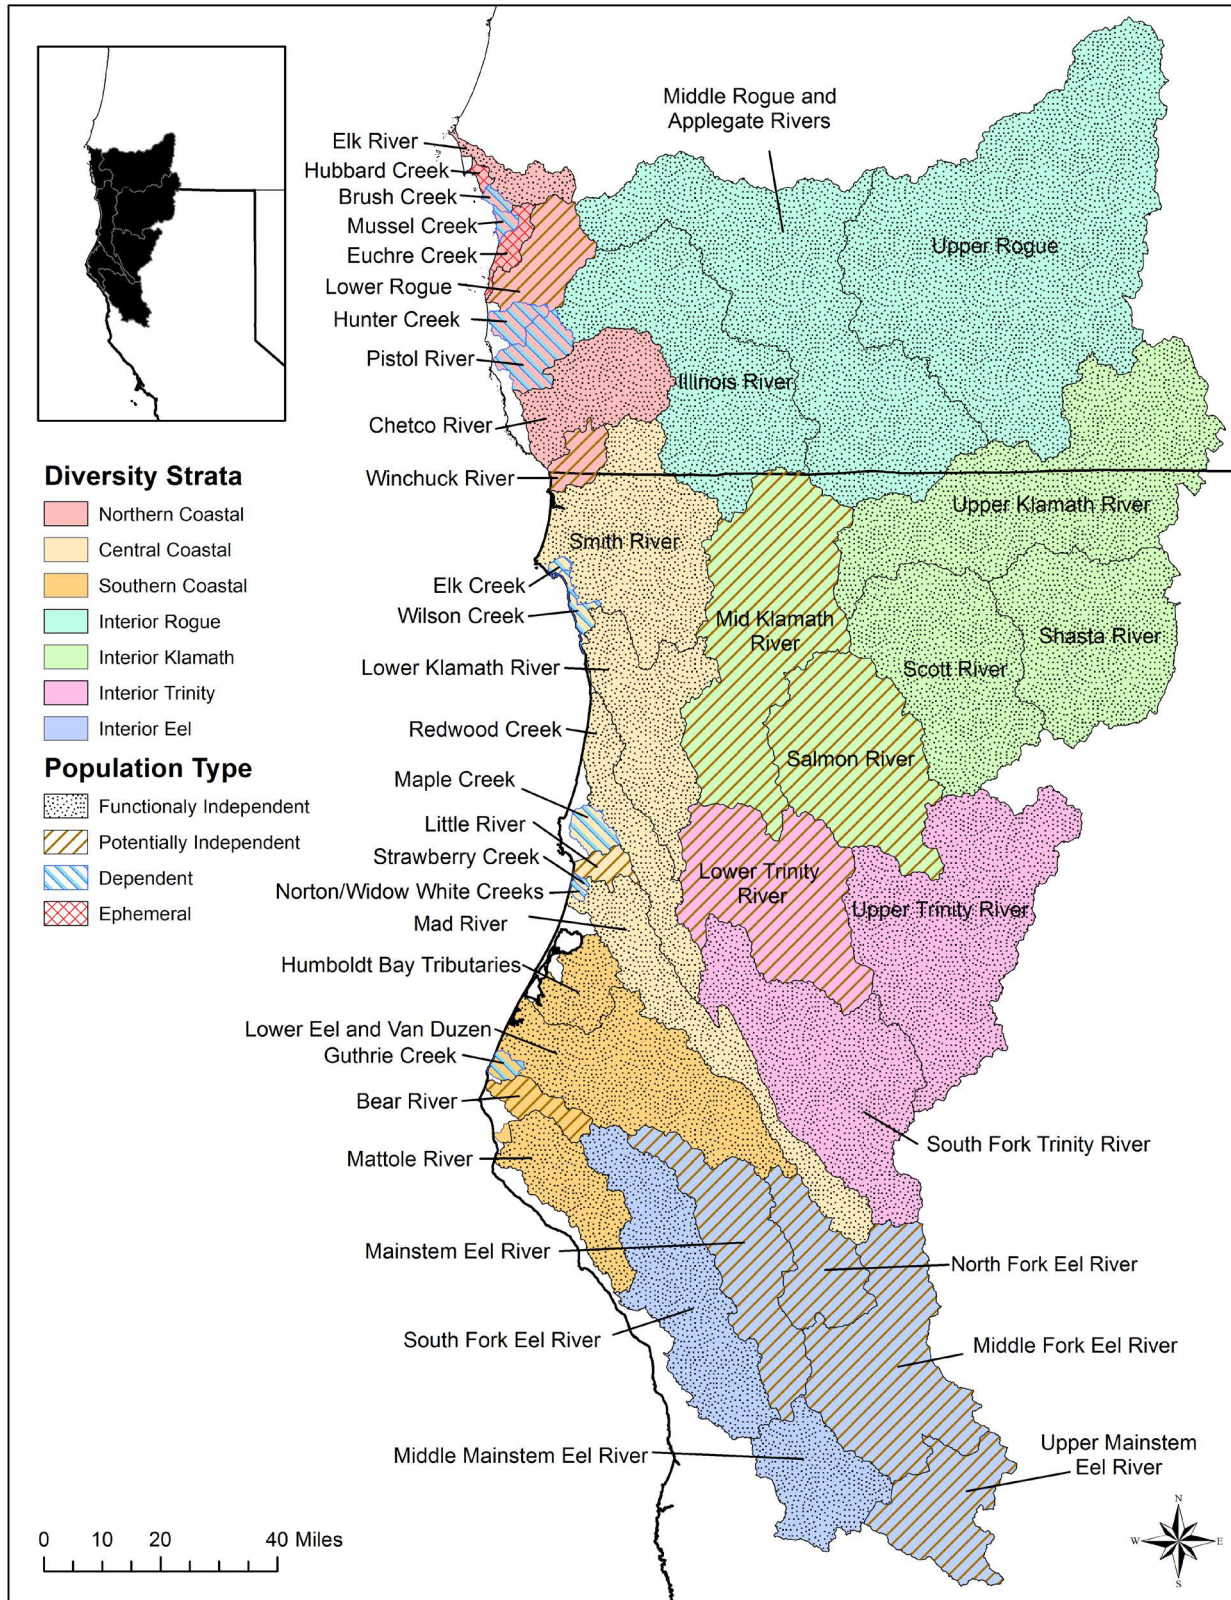 Middle Rogue and
Applegate Rivers
Elk River
Hubbard Creek
Brush Creek
Mussel Creek
Euchre Creek
Lower Rogue
Hunter Creek
Pistol River
Chetco River
Winchuck River
Upper Rogue
Illinois River
Upper Klamath River
Smith River
Elk Creek
Wilson Creek
Mid Klamath
River
Shasta River
Scott River
Lower Klamath River
Redwood Creek
Salmon River
Maple Creek
Little River
Strawberry Creek
Norton/Widow White Creeks
Mad River
Lower Trinity
River
Upper Trinity River
Humboldt Bay Tributaries
Lower Eel and Van Duzen
Guthrie Creek
Bear River
Mattole River
South Fork Trinity River
Mainstem Eel River
North Fork Eel River
South Fork Eel River
Middle Fork Eel River
Middle Mainstem Eel River
Upper Mainstem
Eel River
Diversity Strata
Northern Coastal
Central Coastal
Southern Coastal
Interior Rogue
Interior Klamath
Interior Trinity
Interior Eel
Population Type
Functionaly Independent
Potentially Independent
Dependent
Ephemeral
0 10 20 40 Miles
N
W E
S